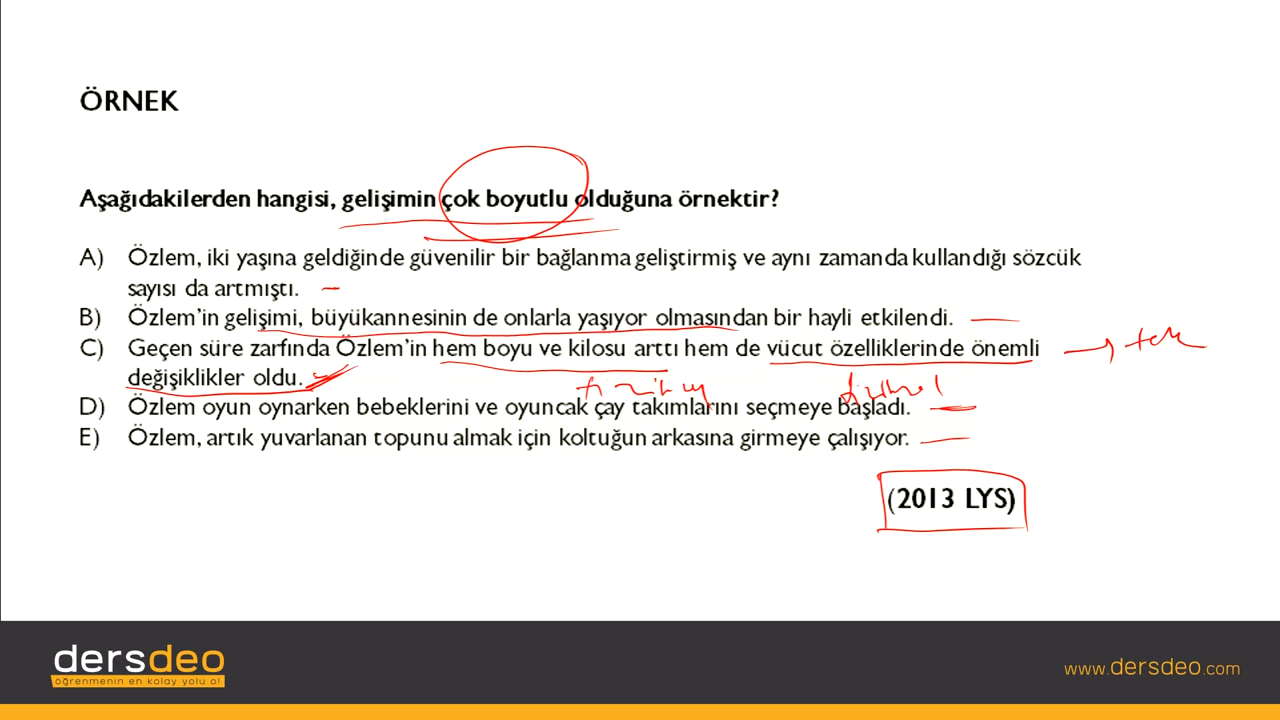 ÖRNEK
Aşağıdakilerden hangisi, gelişimin çok boyutlu olduğuna örnektir?
A) Özlem, iki yaşına geldiğinde güvenilir bir bağlanma geliştirmiş ve aynı zamanda kullandığı sözcük
sayısı da artmıştı.
B) Özlem'in gelişimi, büyükannesinin de onlarla yaşıyor olmasından bir hayli etkilendi.
C) Geçen süre zarfında Özlem'in hem boyu ve kilosu arttı hem de vücut özelliklerinde önemli
tek
değişiklikler oldu.
D) Özlem oyun oynarken bebeklerini ve oyuncak çay takımlarını seçmeye başladı.
E) Özlem, artık yuvarlanan topunu almak için koltuğun arkasına girmeye çalışıyor.
(2013 LYS)
dersdeo
öğrenmenin en kolay yolu o!
www.dersdeo.com